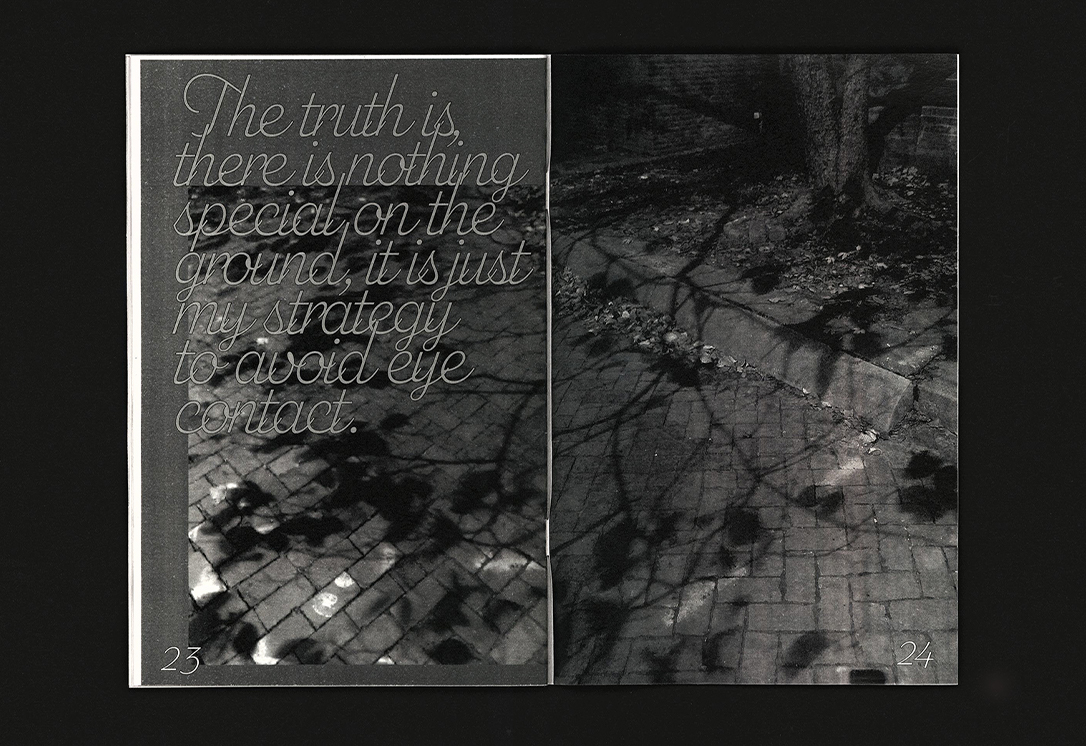 The truth is,
there is nothing
special on the
ground, it is just
my strategy
to avoid eye
contact.
23
24